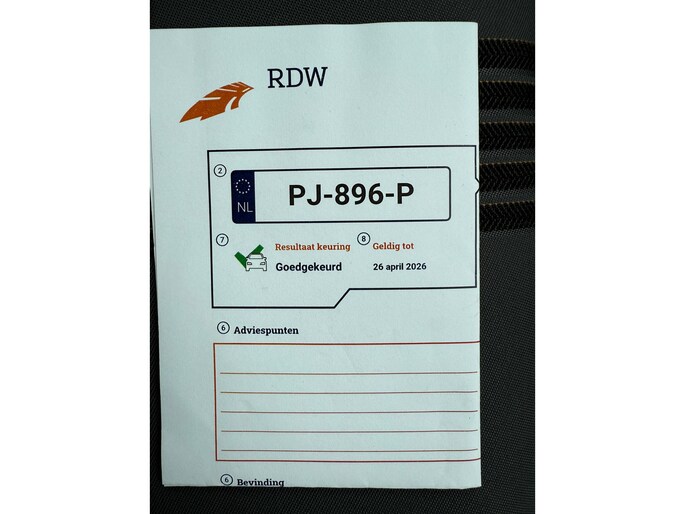 RDW
2
NL PJ-896-P
7 Resultaat keuring 8 Geldig tot
Goedgekeurd 26 april 2026
6 Adviespunten
6 Bevinding